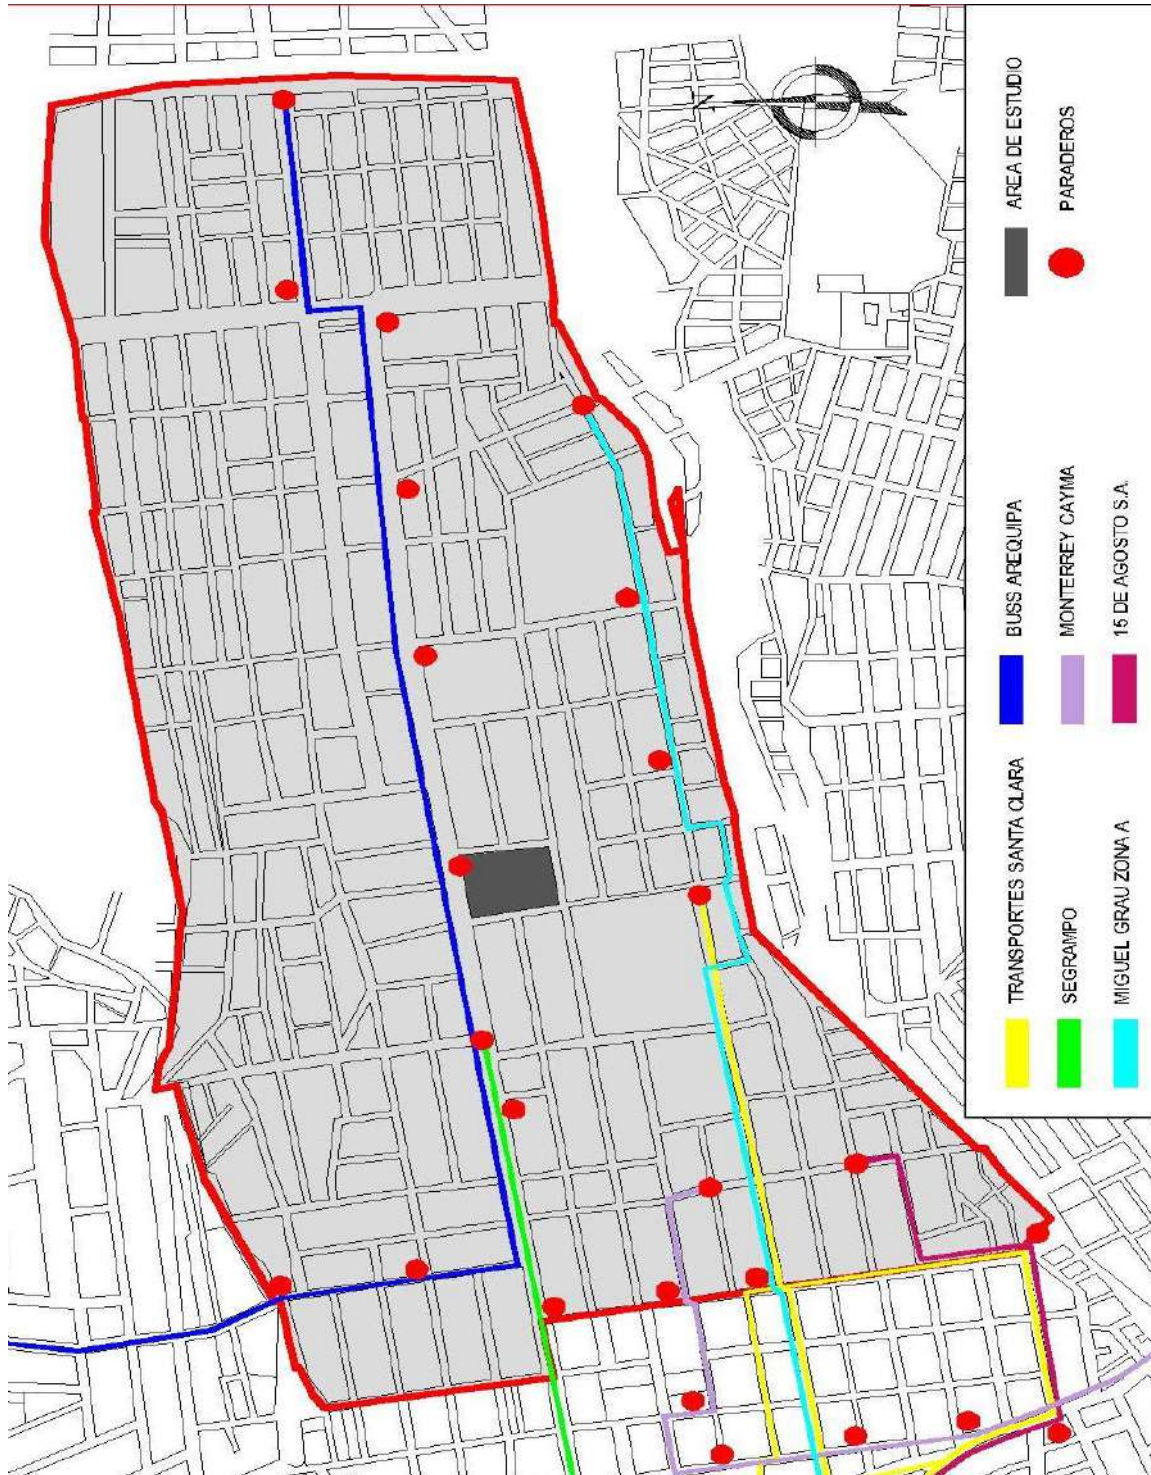 TRANSPORTES SANTA CLARA
BUSS AREQUIPA
AREA DE ESTUDIO
SEGRAMPO
MONTERREY CAYMA
PARADEROS
MIGUEL GRAU ZONA A
15 DE AGOSTO S.A.